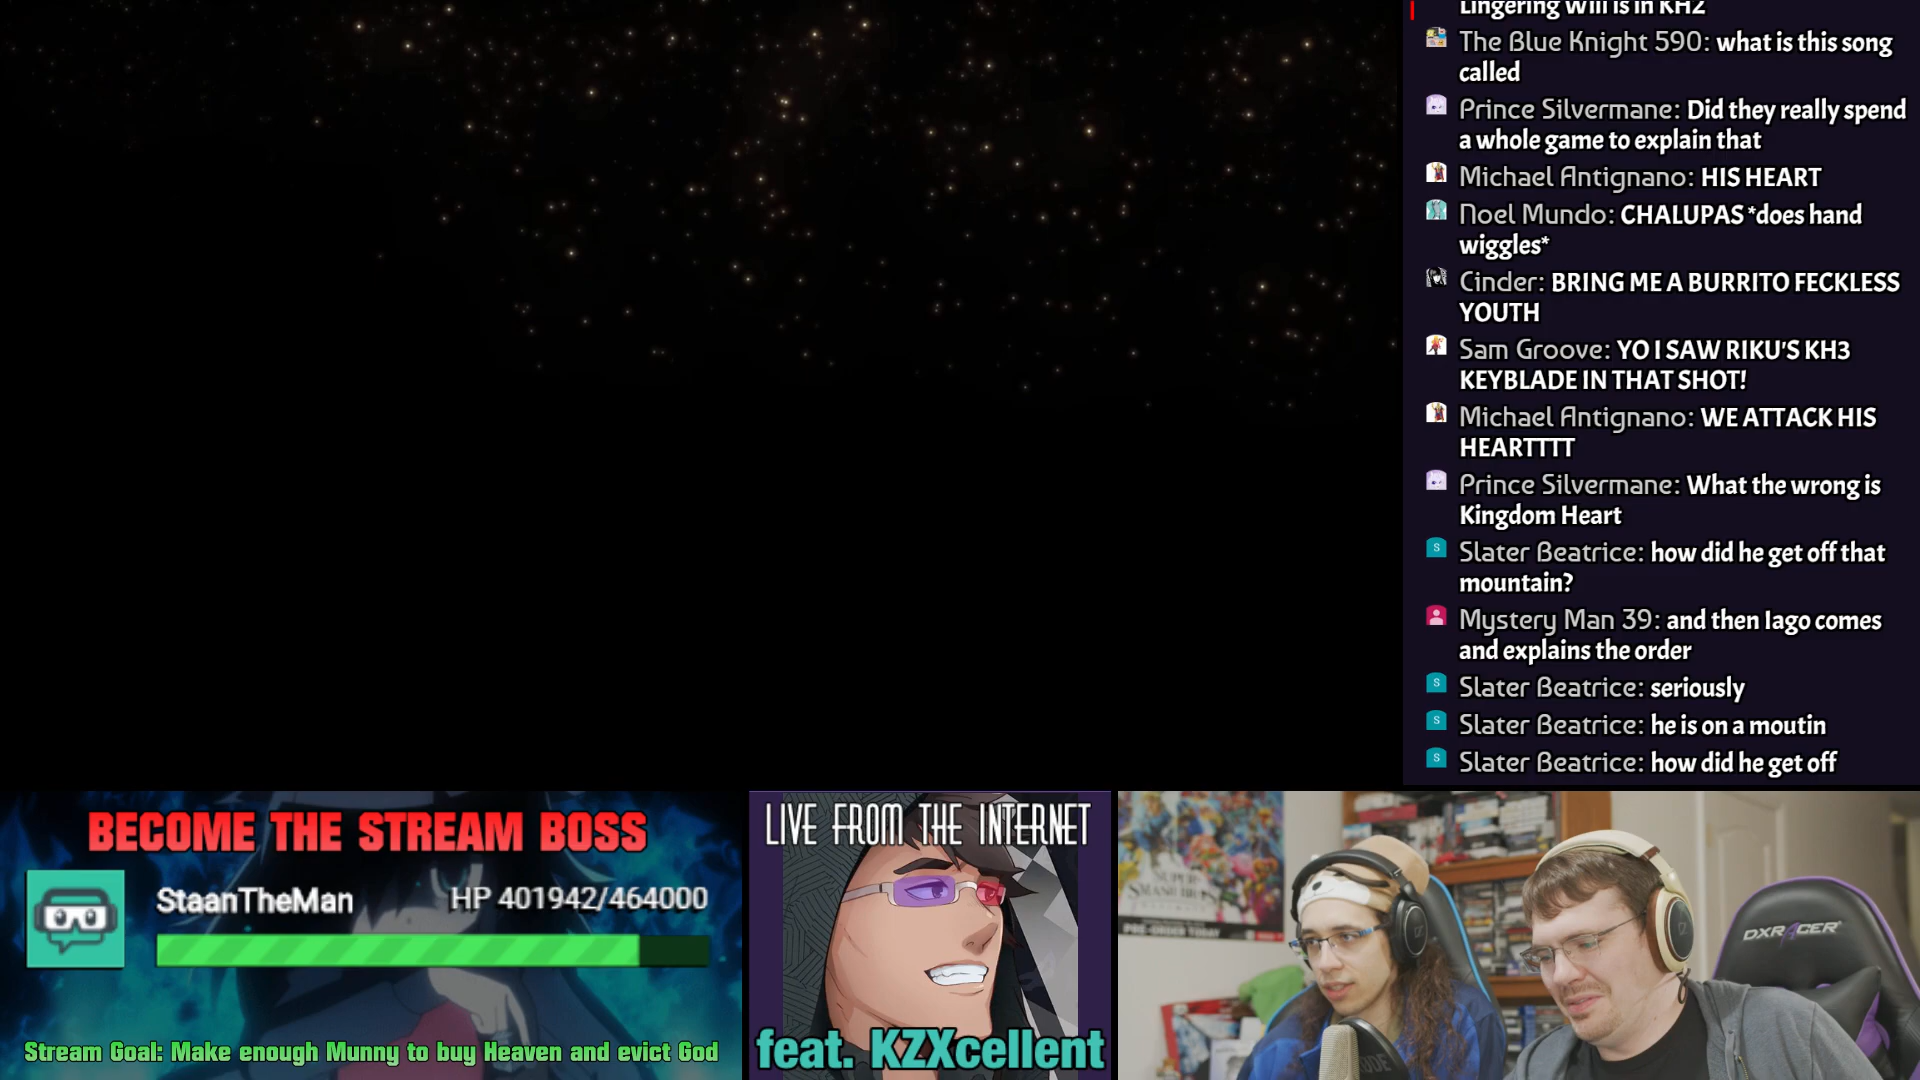 Lingering Will is in KH2
The Blue Knight 590: what is this song
called
Prince Silvermane: Did they really spend
a whole game to explain that
Michael Antignano: HIS HEART
Noel Mundo: CHALUPAS *does hand
wiggles*
Cinder: BRING ME A BURRITO FECKLESS
YOUTH
Sam Groove: YO I SAW RIKU'S KH3
KEYBLADE IN THAT SHOT!
Michael Antignano: WE ATTACK HIS
HEARTTTT
Prince Silvermane: What the wrong is
Kingdom Heart
S Slater Beatrice: how did he get off that
mountain?
Mystery Man 39: and then Iago comes
and explains the order
S Slater Beatrice: seriously
S Slater Beatrice: he is on a moutin
S Slater Beatrice: how did he get off
BECOME THE STREAM BOSS
StaanTheMan HP 401942/464000
Stream Goal: Make enough Munny to buy Heaven and evict God
LIVE FROM THE INTERNET
feat. KZXcellent
SUPER
SMASH BROS
PRE-ORDER TODAY
DXRACER